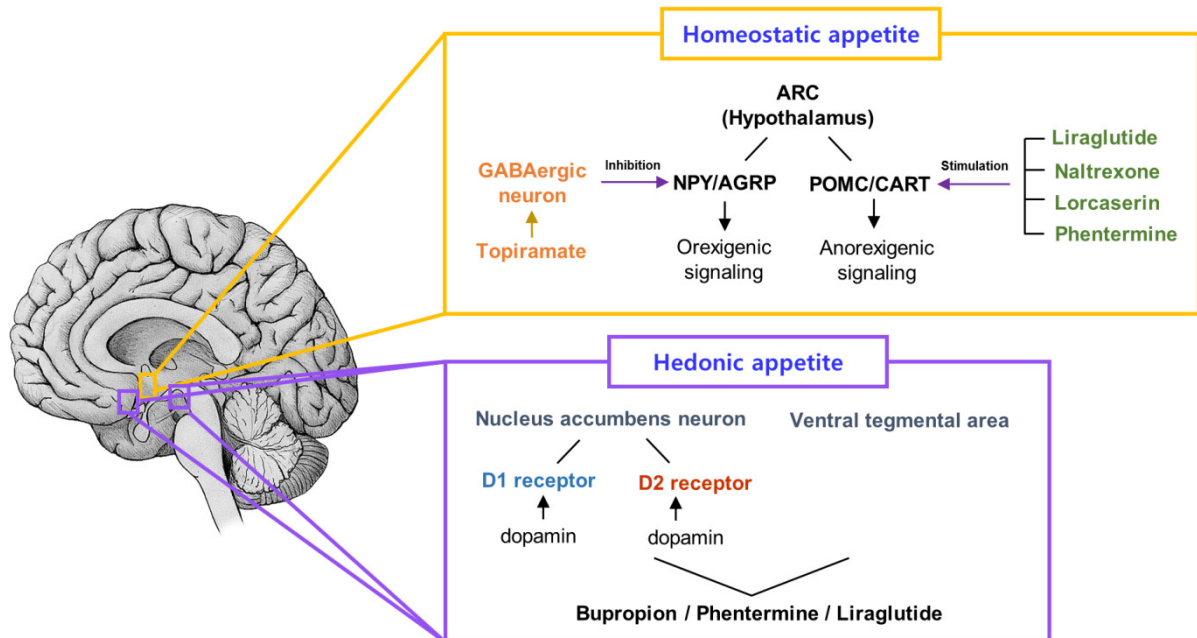 Homeostatic appetite
ARC
(Hypothalamus)
GABAergic
neuron
Inhibition
NPY/AGRP
POMC/CART
Stimulation
Liraglutide
Naltrexone
Lorcaserin
Phentermine
Topiramate
Orexigenic
signaling
Anorexigenic
signaling
Hedonic appetite
Nucleus accumbens neuron
Ventral tegmental area
D1 receptor
D2 receptor
dopamin
dopamin
Bupropion / Phentermine / Liraglutide